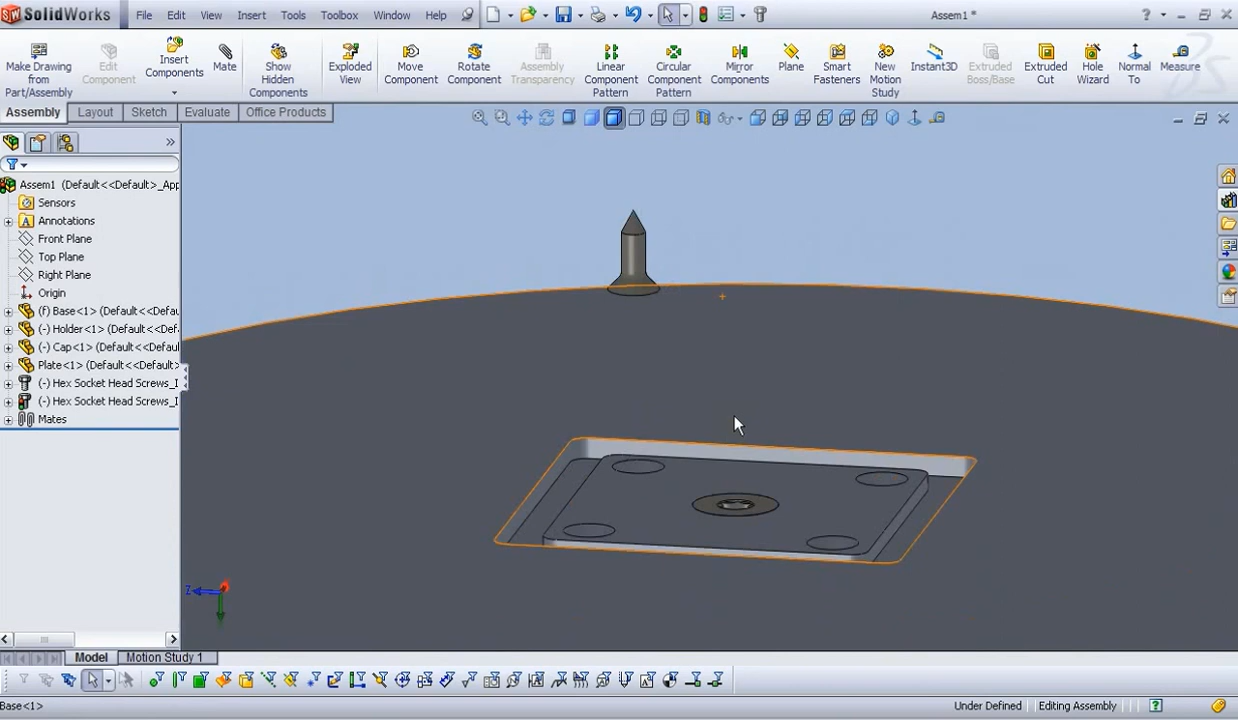 SolidWorks File Edit View Insert Tools Toolbox Window Help Assem1 * ?
Make Drawing from Part/Assembly
Edit Component
Insert Components
Mate
Show Hidden Components
Exploded View
Move Component
Rotate Component
Assembly Transparency
Linear Component Pattern
Circular Component Pattern
Mirror Components
Plane
Smart Fasteners
New Motion Study
Instant3D
Extruded Boss/Base
Extruded Cut
Hole Wizard
Normal To
Measure
Assembly Layout Sketch Evaluate Office Products
Assem1 (Default<<Default>_App
Sensors
Annotations
Front Plane
Top Plane
Right Plane
Origin
(f) Base<1> (Default<<Defau
(-) Holder<1> (Default<<Def
(-) Cap<1> (Default<<Defaul
Plate<1> (Default<<Default>
(-) Hex Socket Head Screws_I
(-) Hex Socket Head Screws_I
Mates
Z
Model Motion Study 1
Base<1> Under Defined Editing Assembly ?